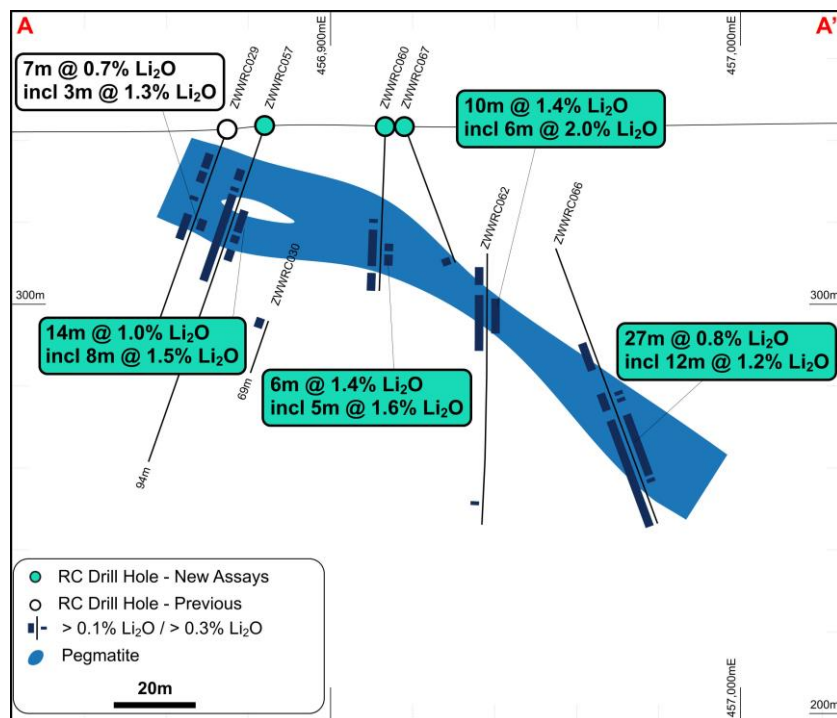 A
A'
456,900mE
457,000mE
ZWWRC029
ZWWRC057
ZWWRC060
ZWWRC067
7m @ 0.7% Li₂O
incl 3m @ 1.3% Li₂O
10m @ 1.4% Li₂O
incl 6m @ 2.0% Li₂O
ZWWRC062
ZWWRC066
ZWWRC030
300m
300m
14m @ 1.0% Li₂O
incl 8m @ 1.5% Li₂O
27m @ 0.8% Li₂O
incl 12m @ 1.2% Li₂O
6m @ 1.4% Li₂O
incl 5m @ 1.6% Li₂O
69m
94m
RC Drill Hole - New Assays
RC Drill Hole - Previous
> 0.1% Li₂O / > 0.3% Li₂O
Pegmatite
20m
457,000mE
200m